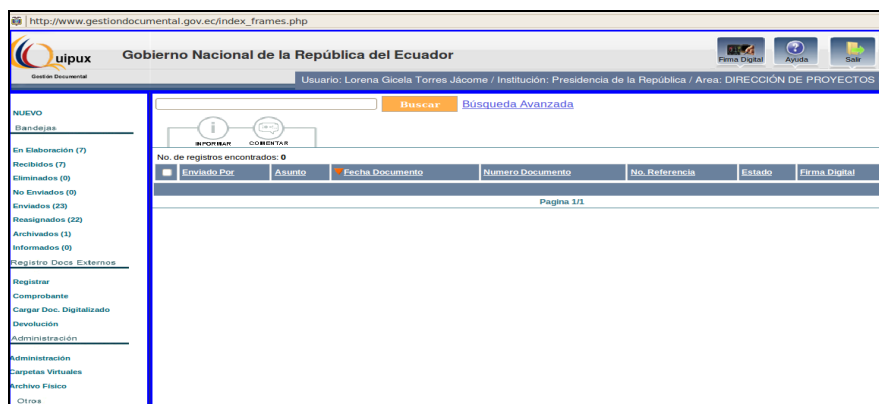 http://www.gestiondocumental.gov.ec/index_frames.php
Quipux
Gestión Documental
Gobierno Nacional de la República del Ecuador
Firma Digital
Ayuda
Salir
Usuario: Lorena Gicela Torres Jácome / Institución: Presidencia de la República / Area: DIRECCIÓN DE PROYECTOS
NUEVO
Bandejas
En Elaboración (7)
Recibidos (7)
Eliminados (0)
No Enviados (0)
Enviados (23)
Reasignados (22)
Archivados (1)
Informados (0)
Registro Docs Externos
Registrar
Comprobante
Cargar Doc. Digitalizado
Devolución
Administración
Administración
Carpetas Virtuales
Archivo Físico
Otros
Buscar
Búsqueda Avanzada
INFORMAR
COMENTAR
No. de registros encontrados: 0
Enviado Por
Asunto
Fecha Documento
Numero Documento
No. Referencia
Estado
Firma Digital
Pagina 1/1